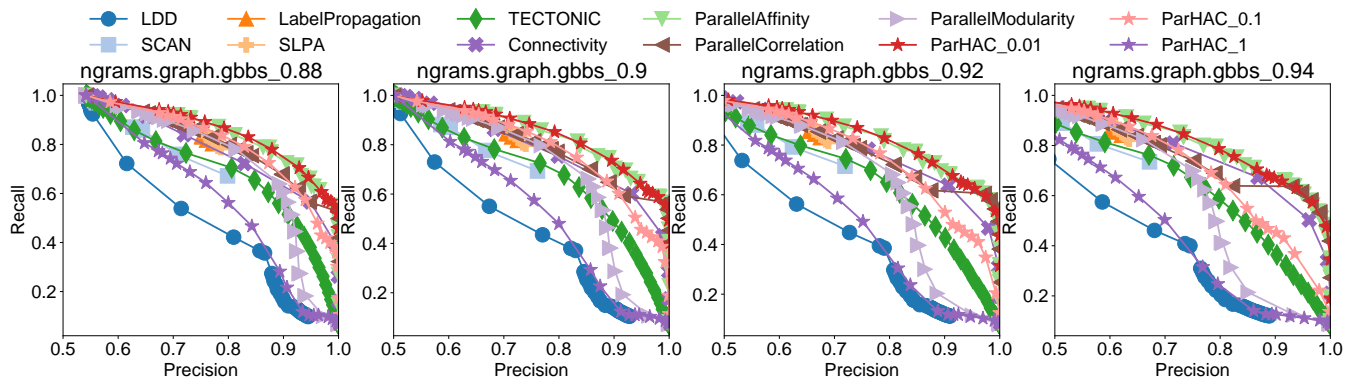 LDD LabelPropagation TECTONIC ParallelAffinity ParallelModularity ParHAC_0.1
SCAN SLPA Connectivity ParallelCorrelation ParHAC_0.01 ParHAC_1
ngrams.graph.gbbs_0.88 ngrams.graph.gbbs_0.9 ngrams.graph.gbbs_0.92 ngrams.graph.gbbs_0.94
1.0 1.0 1.0 1.0
0.8 0.8 0.8 0.8
Recall Recall Recall Recall
0.6 0.6 0.6 0.6
0.4 0.4 0.4 0.4
0.2 0.2 0.2 0.2
0.5 0.6 0.7 0.8 0.9 1.0 0.5 0.6 0.7 0.8 0.9 1.0 0.5 0.6 0.7 0.8 0.9 1.0 0.5 0.6 0.7 0.8 0.9 1.0
Precision Precision Precision Precision